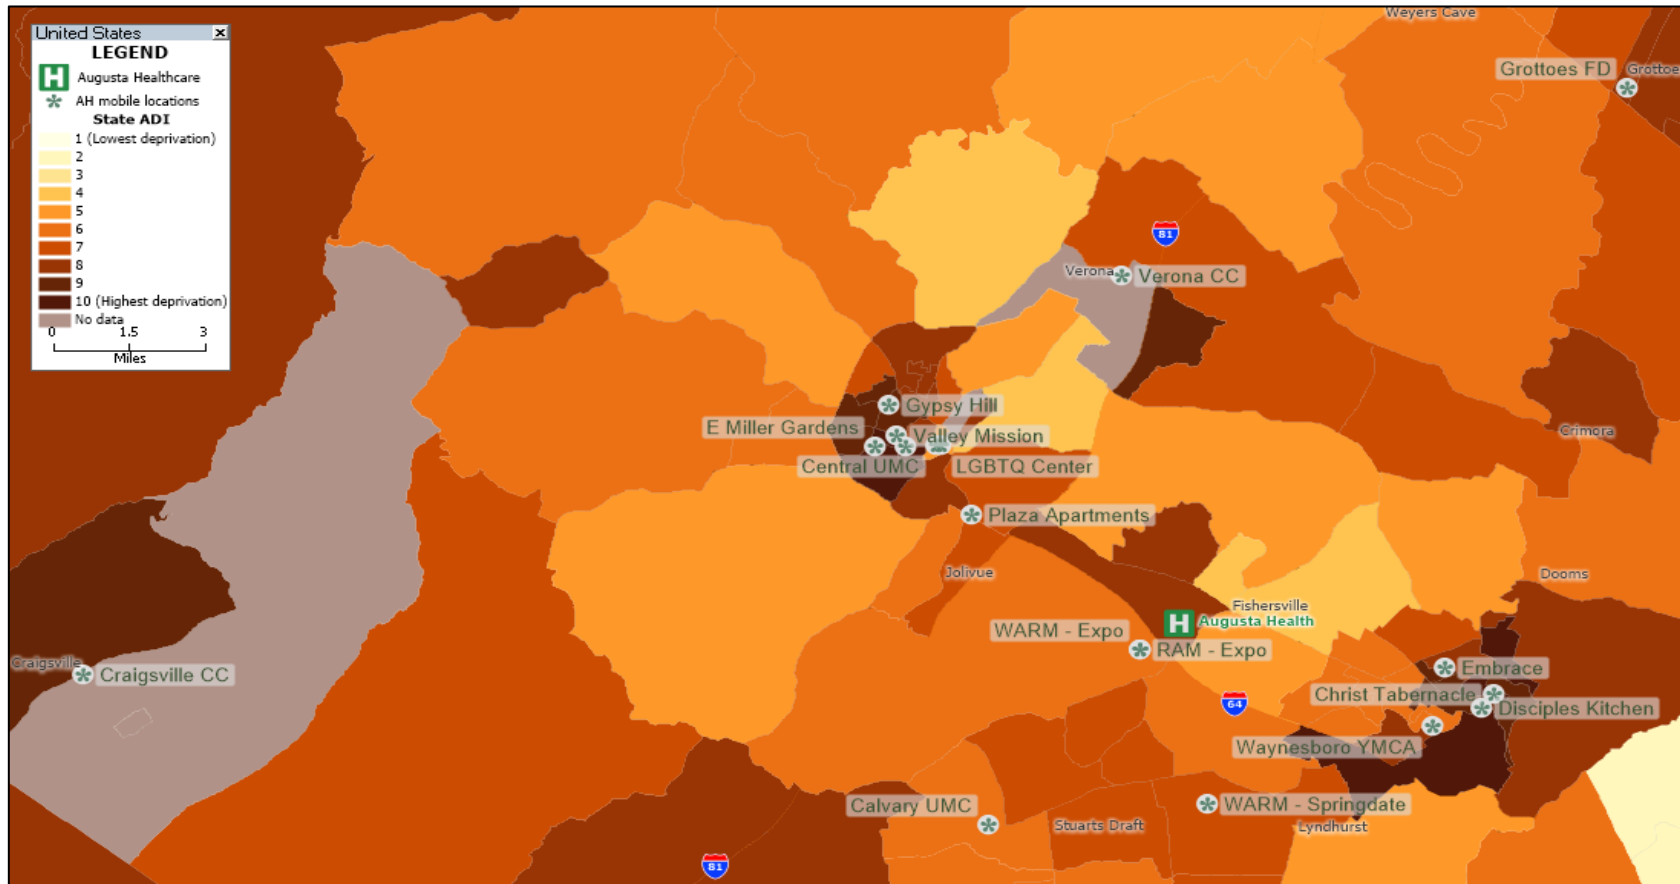 United States
LEGEND
H Augusta Healthcare
AH mobile locations
State ADI
1 (Lowest deprivation)
2
3
4
5
6
7
8
9
10 (Highest deprivation)
No data
0 1.5 3
Miles
Weyers Cave
Grottoes FD
Grottoe
81
Verona
Verona CC
Gypsy Hill
E Miller Gardens
Valley Mission
Central UMC
LGBTQ Center
Crimora
Plaza Apartments
Jolivue
Dooms
Fishersville
H Augusta Health
WARM - Expo
RAM - Expo
Craigsville
Craigsville CC
Embrace
Christ Tabernacle
Disciples Kitchen
64
Waynesboro YMCA
Calvary UMC
WARM - Springdate
Stuarts Draft
Lyndhurst
81